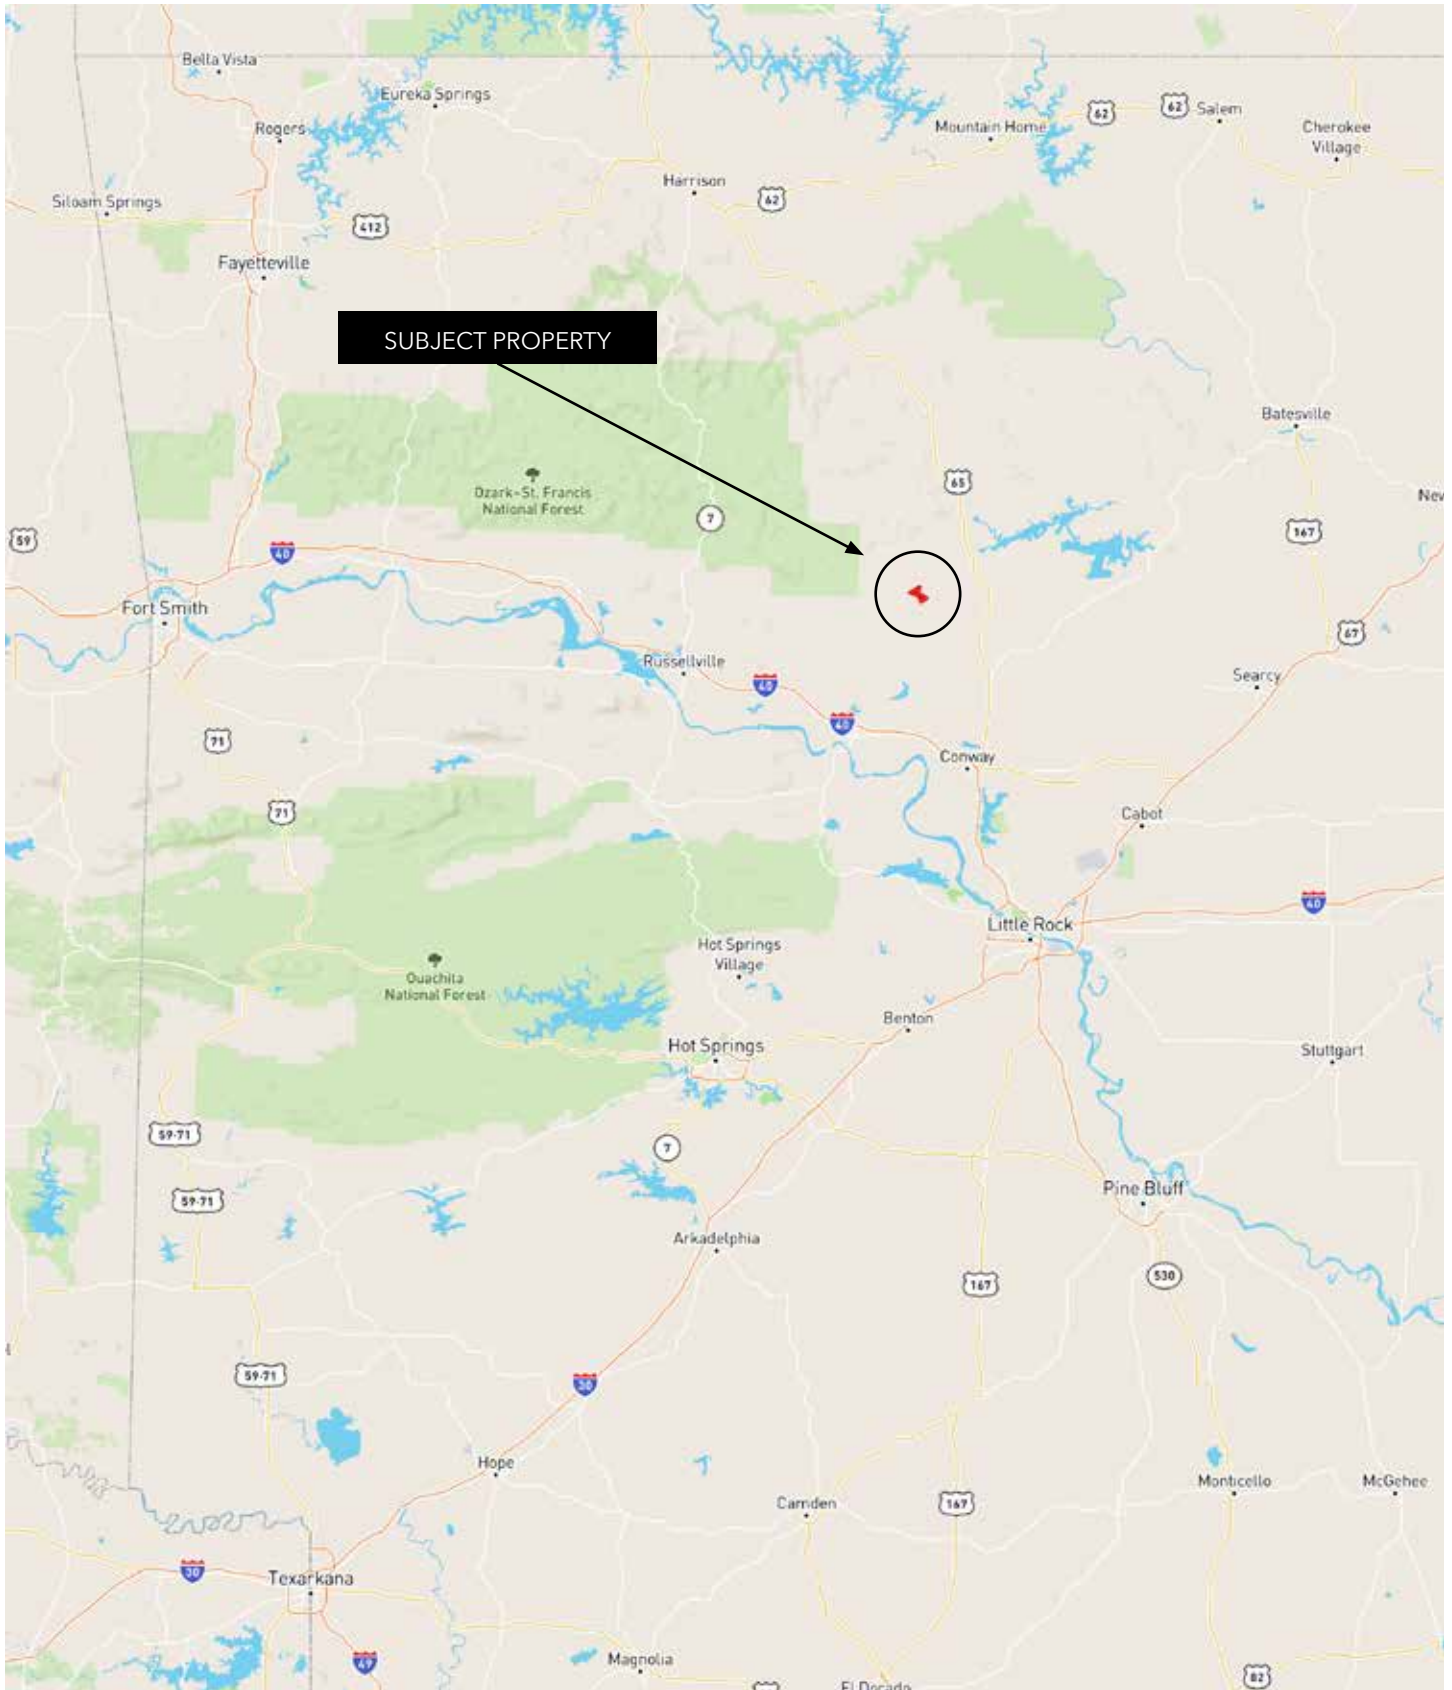 Bella Vista
Eureka Springs
Rogers
Mountain Home
62
62
Salem
Cherokee
Village
Harrison
62
Siloam Springs
412
Fayetteville
SUBJECT PROPERTY
Batesville
65
Ozark-St. Francis
National Forest
New
7
167
59
40
Fort Smith
67
Russellville
40
Searcy
40
71
Conway
71
Cabot
40
Little Rock
Hot Springs
Village
Ouachita
National Forest
Benton
Hot Springs
Stuttgart
59-71
7
59-71
Pine Bluff
Arkadelphia
167
530
59-71
30
Hope
Monticello
McGehee
Camden
167
30
Texarkana
49
Magnolia
82
El Dorado